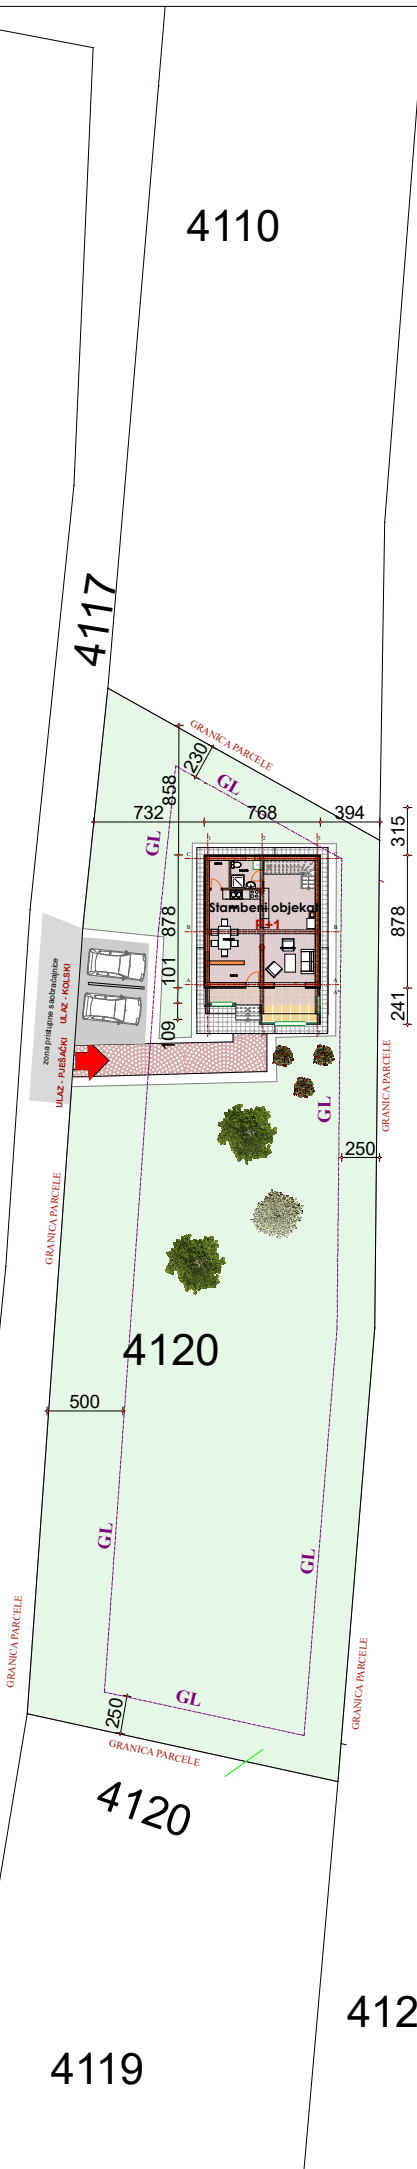 4110
4117
GRANICA PARCELE
230
GL
858
732
768
394
GL
315
Stambeni objekat
P+1
878
878
101
241
109
zona pristupne saobraćajnice
ULAZ - PJEŠAČKI
ULAZ - KOLSKI
GL
GRANICA PARCELE
250
GRANICA PARCELE
4120
500
GL
GL
GRANICA PARCELE
GRANICA PARCELE
GL
250
GRANICA PARCELE
4120
412
4119